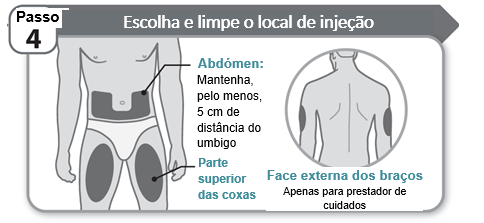 Passo
4
Escolha e limpe o local de injeção
Abdómen:
Mantenha,
pelo menos,
5 cm de
distância do
umbigo
Parte
superior
das coxas
Face externa dos braços
Apenas para prestador de
cuidados